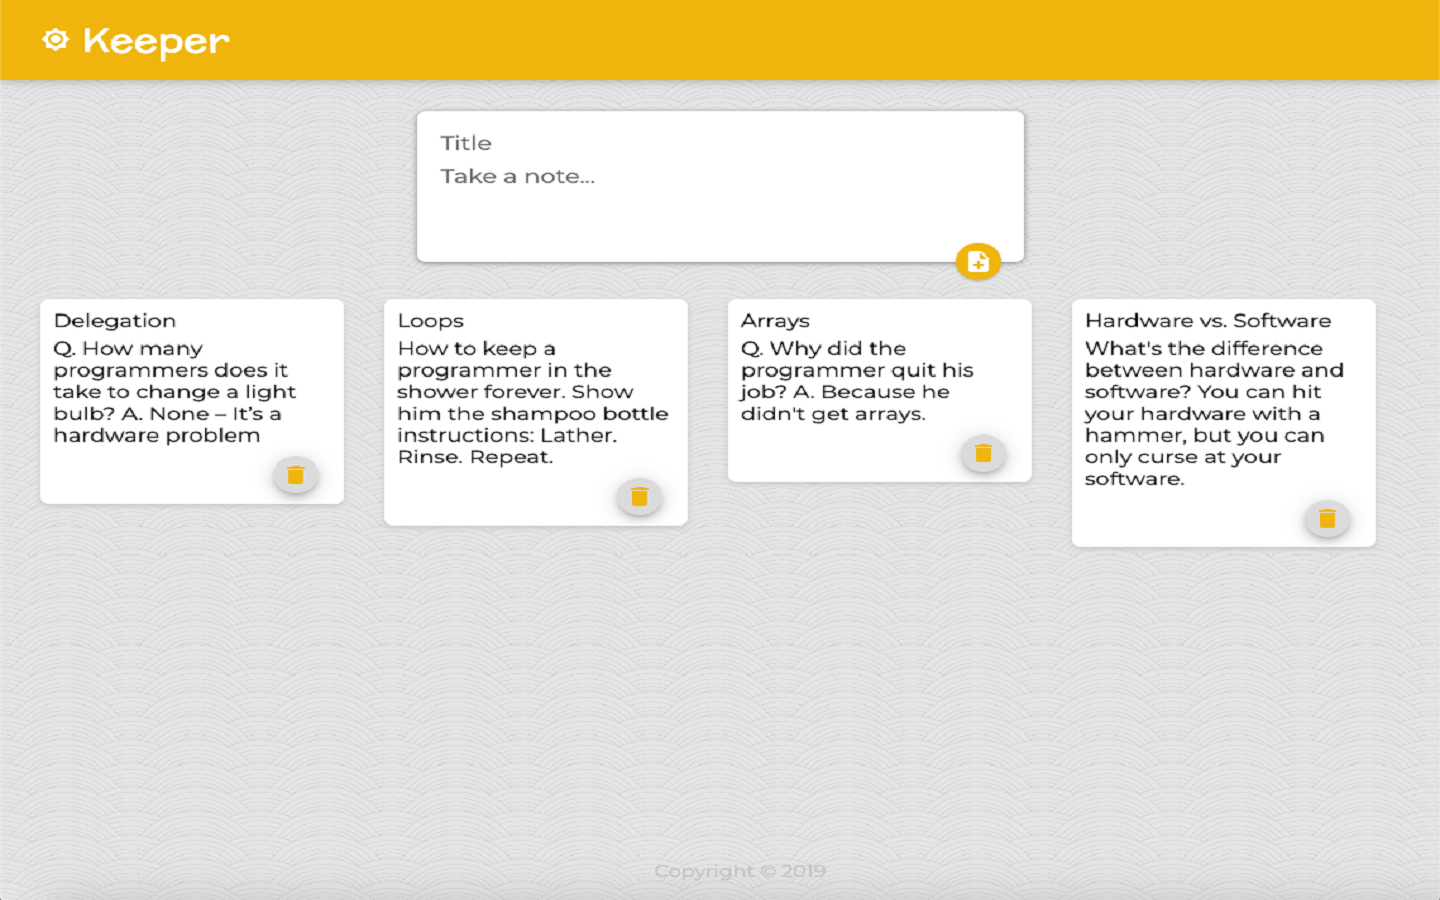 Keeper
Title
Take a note...
Delegation
Q. How many
programmers does it
take to change a light
bulb? A. None – It’s a
hardware problem
Loops
How to keep a
programmer in the
shower forever. Show
him the shampoo bottle
instructions: Lather.
Rinse. Repeat.
Arrays
Q. Why did the
programmer quit his
job? A. Because he
didn't get arrays.
Hardware vs. Software
What's the difference
between hardware and
software? You can hit
your hardware with a
hammer, but you can
only curse at your
software.
Copyright © 2019